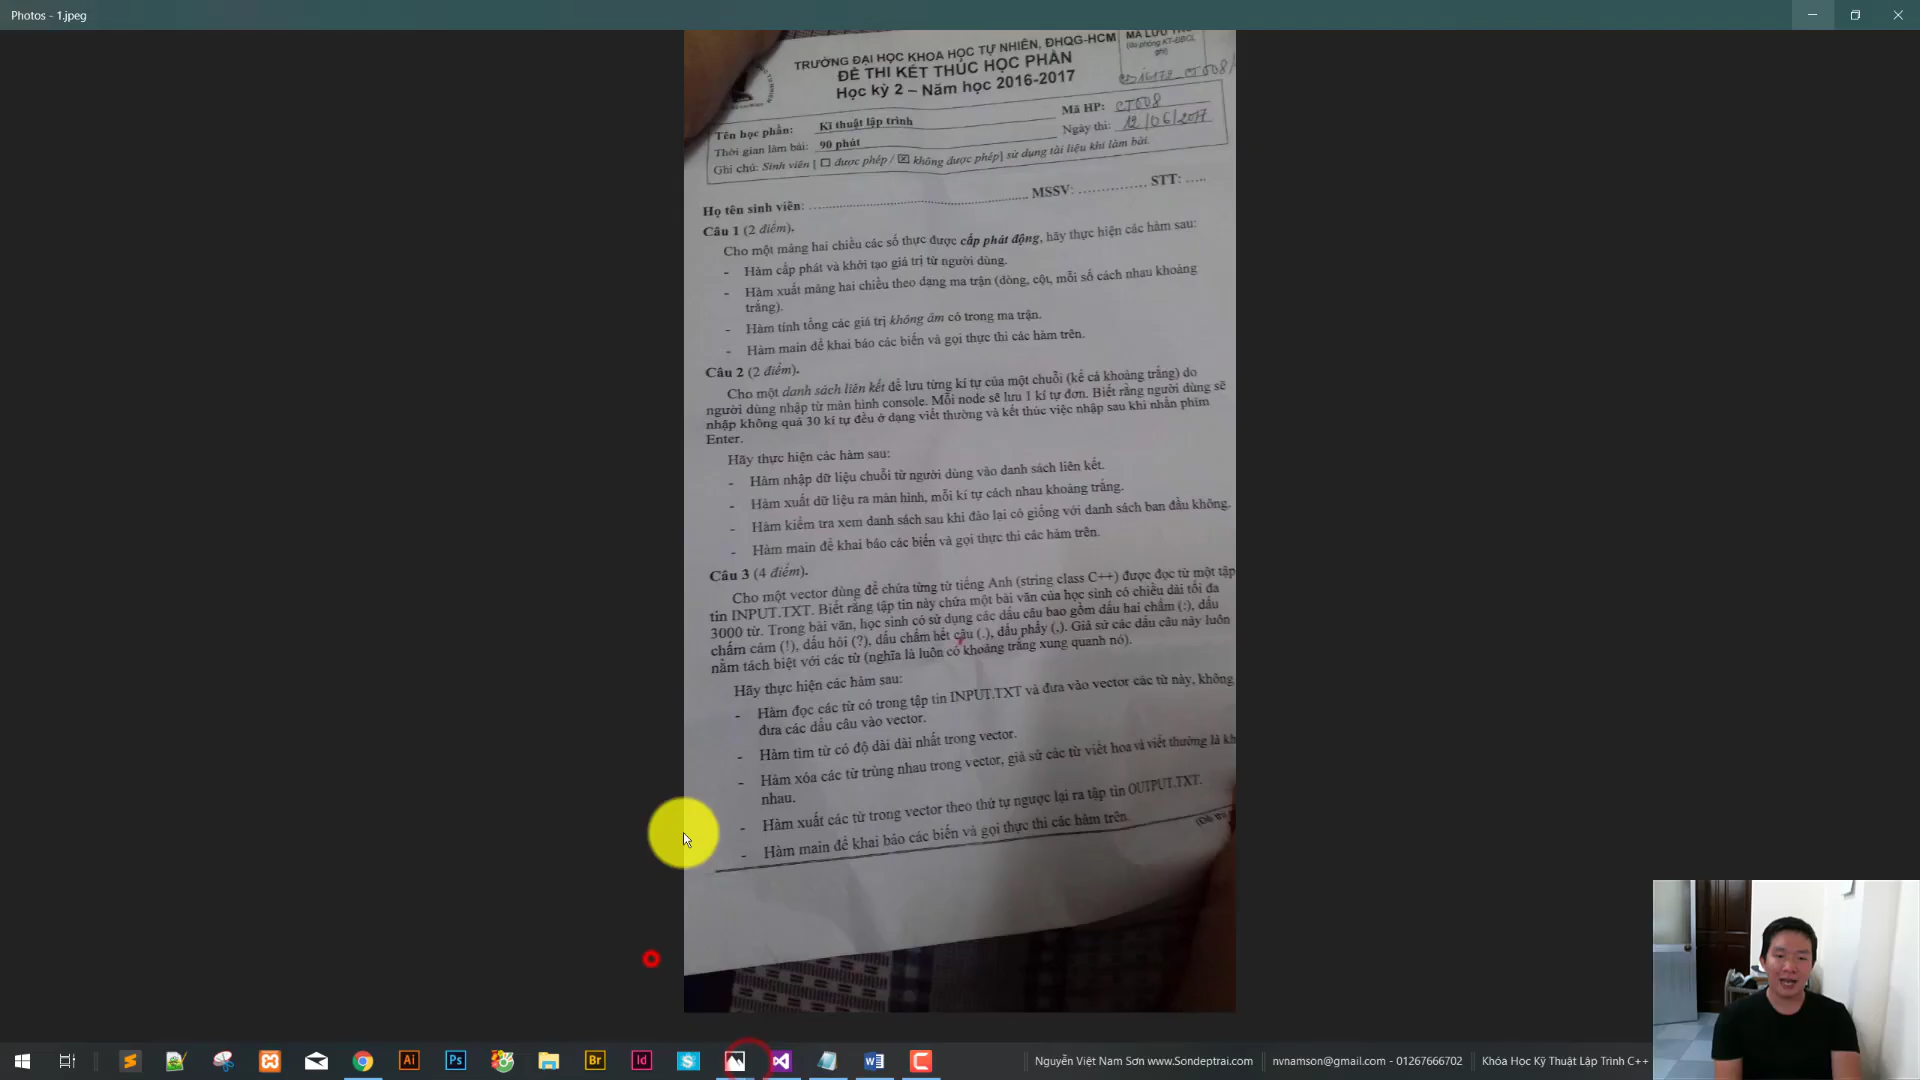 Photos - 1.jpeg
TRƯỜNG ĐẠI HỌC KHOA HỌC TỰ NHIÊN, ĐHQG-HCM
ĐỀ THI KẾT THÚC HỌC PHẦN
Học kỳ 2 – Năm học 2016-2017
MÃ LƯU
(do phòng KT-ĐBCL
ghi)
Tên học phần: Kĩ thuật lập trình
Mã HP: CT008
Thời gian làm bài: 90 phút
Ngày thi: 12/06/2017
Ghi chú: Sinh viên [ ☐ được phép / ☒ không được phép] sử dụng tài liệu khi làm bài.
Họ tên sinh viên: ........ MSSV: ........ STT: .....
Câu 1 (2 điểm).
Cho một mảng hai chiều các số thực được cấp phát động, hãy thực hiện các hàm sau:
- Hàm cấp phát và khởi tạo giá trị từ người dùng.
- Hàm xuất mảng hai chiều theo dạng ma trận (dòng, cột, mỗi số cách nhau khoảng
trắng).
- Hàm tính tổng các giá trị không âm có trong ma trận.
- Hàm main để khai báo các biến và gọi thực thi các hàm trên.
Câu 2 (2 điểm).
Cho một danh sách liên kết để lưu từng kí tự của một chuỗi (kể cả khoảng trắng) do
người dùng nhập từ màn hình console. Mỗi node sẽ lưu 1 kí tự đơn. Biết rằng người dùng sẽ
nhập không quá 30 kí tự đều ở dạng viết thường và kết thúc việc nhập sau khi nhấn phím
Enter.
Hãy thực hiện các hàm sau:
- Hàm nhập dữ liệu chuỗi từ người dùng vào danh sách liên kết.
- Hàm xuất dữ liệu ra màn hình, mỗi kí tự cách nhau khoảng trắng.
- Hàm kiểm tra xem danh sách sau khi đảo lại có giống với danh sách ban đầu không.
- Hàm main để khai báo các biến và gọi thực thi các hàm trên.
Câu 3 (4 điểm).
Cho một vector dùng để chứa từng từ tiếng Anh (string class C++) được đọc từ một tập
tin INPUT.TXT. Biết rằng tập tin này chứa một bài văn của học sinh có chiều dài tối đa
3000 từ. Trong bài văn, học sinh có sử dụng các dấu câu bao gồm dấu hai chấm (:), dấu
chấm cảm (!), dấu hỏi (?), dấu chấm hết câu (.), dấu phẩy (,). Giả sử các dấu câu này luôn
nằm tách biệt với các từ (nghĩa là luôn có khoảng trắng xung quanh nó).
Hãy thực hiện các hàm sau:
- Hàm đọc các từ có trong tập tin INPUT.TXT và đưa vào vector các từ này, không
đưa các dấu câu vào vector.
- Hàm tìm từ có độ dài dài nhất trong vector.
- Hàm xóa các từ trùng nhau trong vector, giả sử các từ viết hoa và viết thường là kh
nhau.
- Hàm xuất các từ trong vector theo thứ tự ngược lại ra tập tin OUTPUT.TXT.
- Hàm main để khai báo các biến và gọi thực thi các hàm trên.
Nguyễn Việt Nam Sơn www.Sondeptrai.com
nvnamson@gmail.com - 01267666702
Khóa Học Kỹ Thuật Lập Trình C++